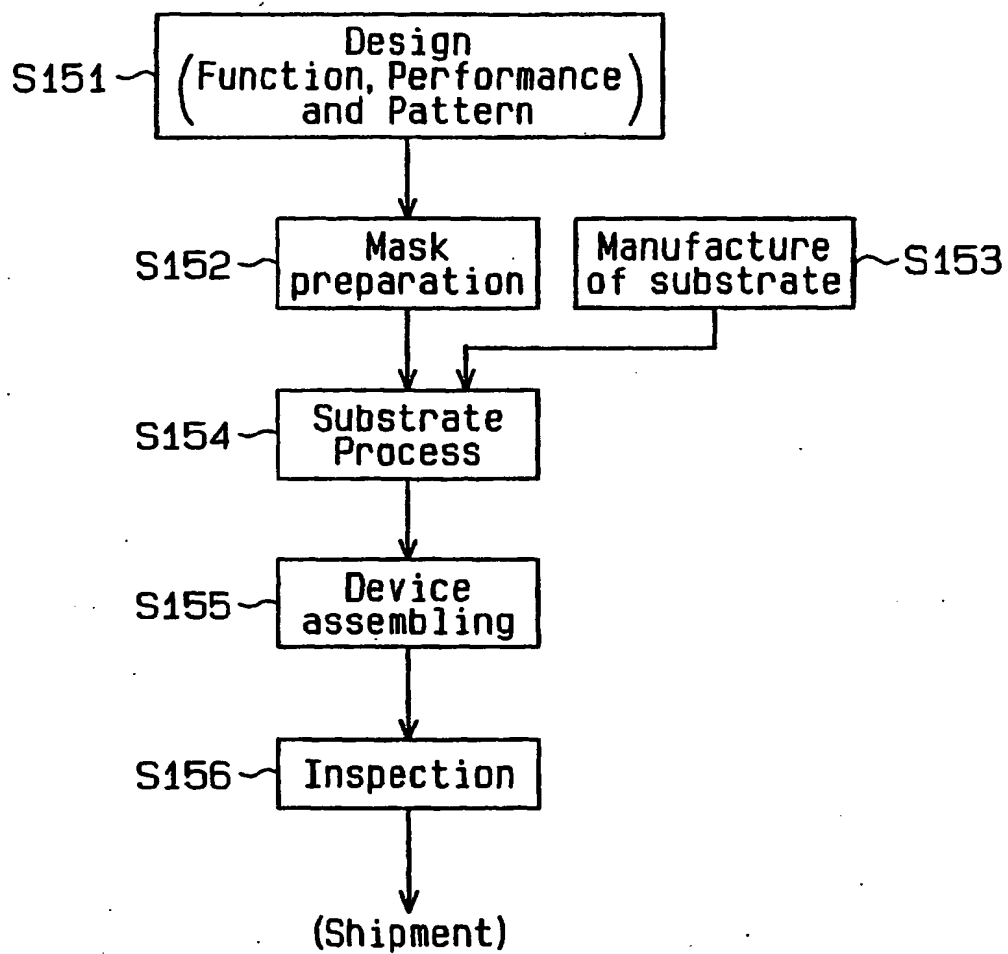 Design
S151
(Function, Performance
and Pattern)
S152
Mask
preparation
Manufacture
of substrate
S153
S154
Substrate
Process
S155
Device
assembling
S156
Inspection
(Shipment)